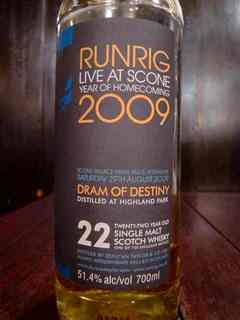 RUNRIG
LIVE AT SCONE
YEAR OF HOMECOMING
2009
SATURDAY 29TH AUGUST 2009
DRAM OF DESTINY
DISTILLED AT HIGHLAND PARK
22
TWENTY-TWO YEAR OLD
SINGLE MALT
SCOTCH WHISKY
51.4% alc/vol 700ml